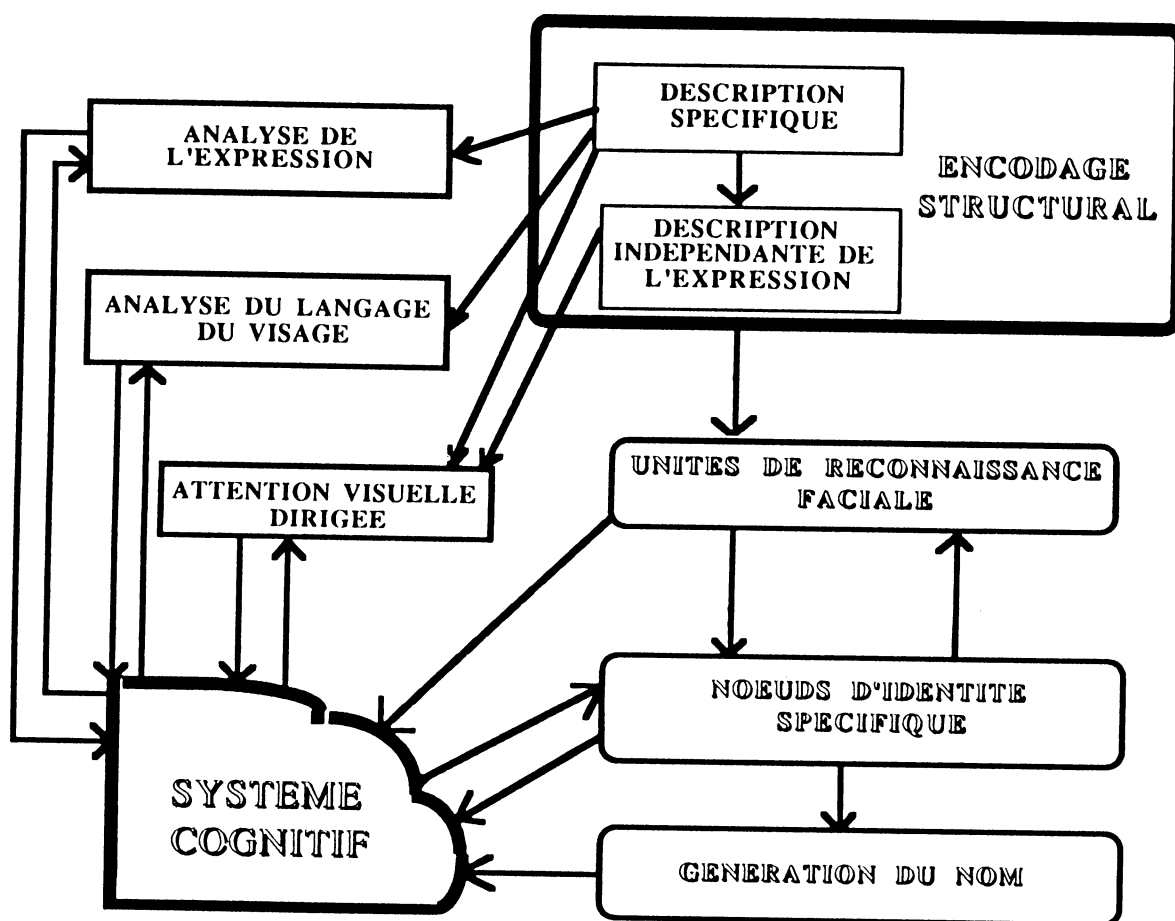 DESCRIPTION
SPECIFIQUE
ANALYSE DE
L'EXPRESSION
ENCODAGE
STRUCTURAL
DESCRIPTION
INDEPENDANTE DE
L'EXPRESSION
ANALYSE DU LANGAGE
DU VISAGE
UNITES DE RECONNAISSANCE
FACIALE
ATTENTION VISUELLE
DIRIGEE
NOEUDS D'IDENTITE
SPECIFIQUE
SYSTEME
COGNITIF
GENERATION DU NOM